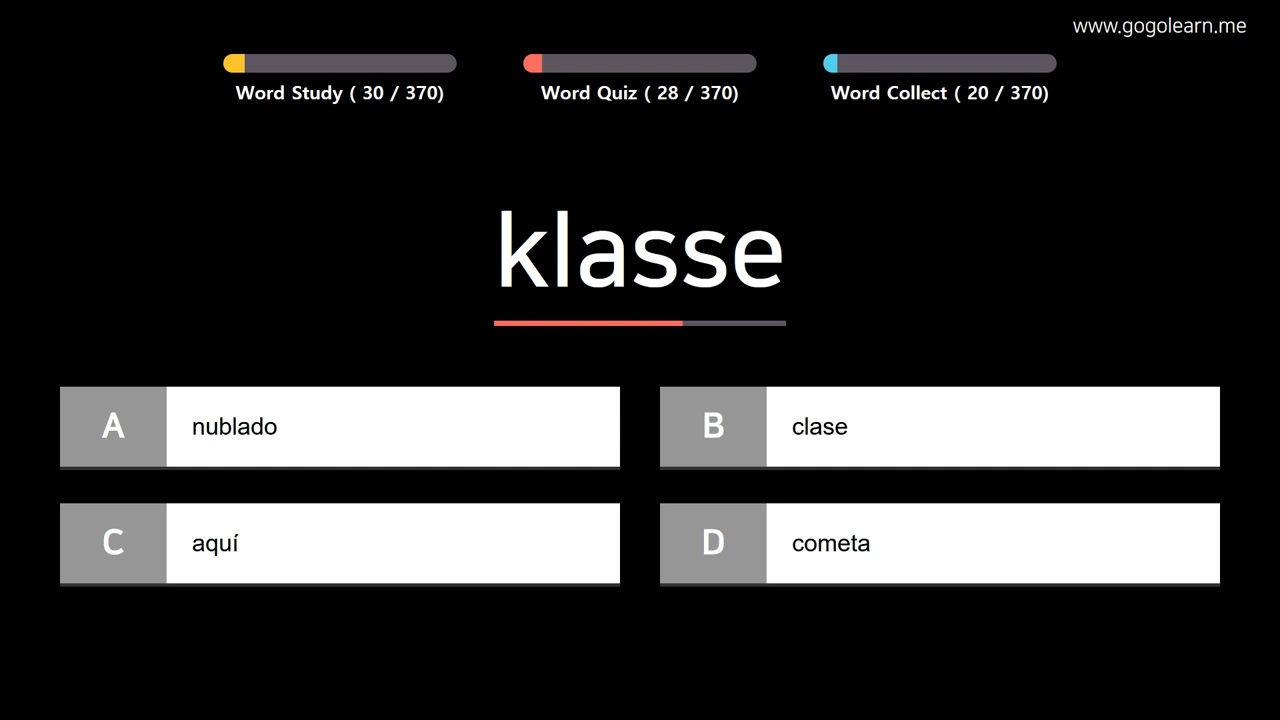 www.gogolearn.me
Word Study ( 30 / 370)
Word Quiz ( 28 / 370)
Word Collect ( 20 / 370)
klasse
A nublado
B clase
C aquí
D cometa